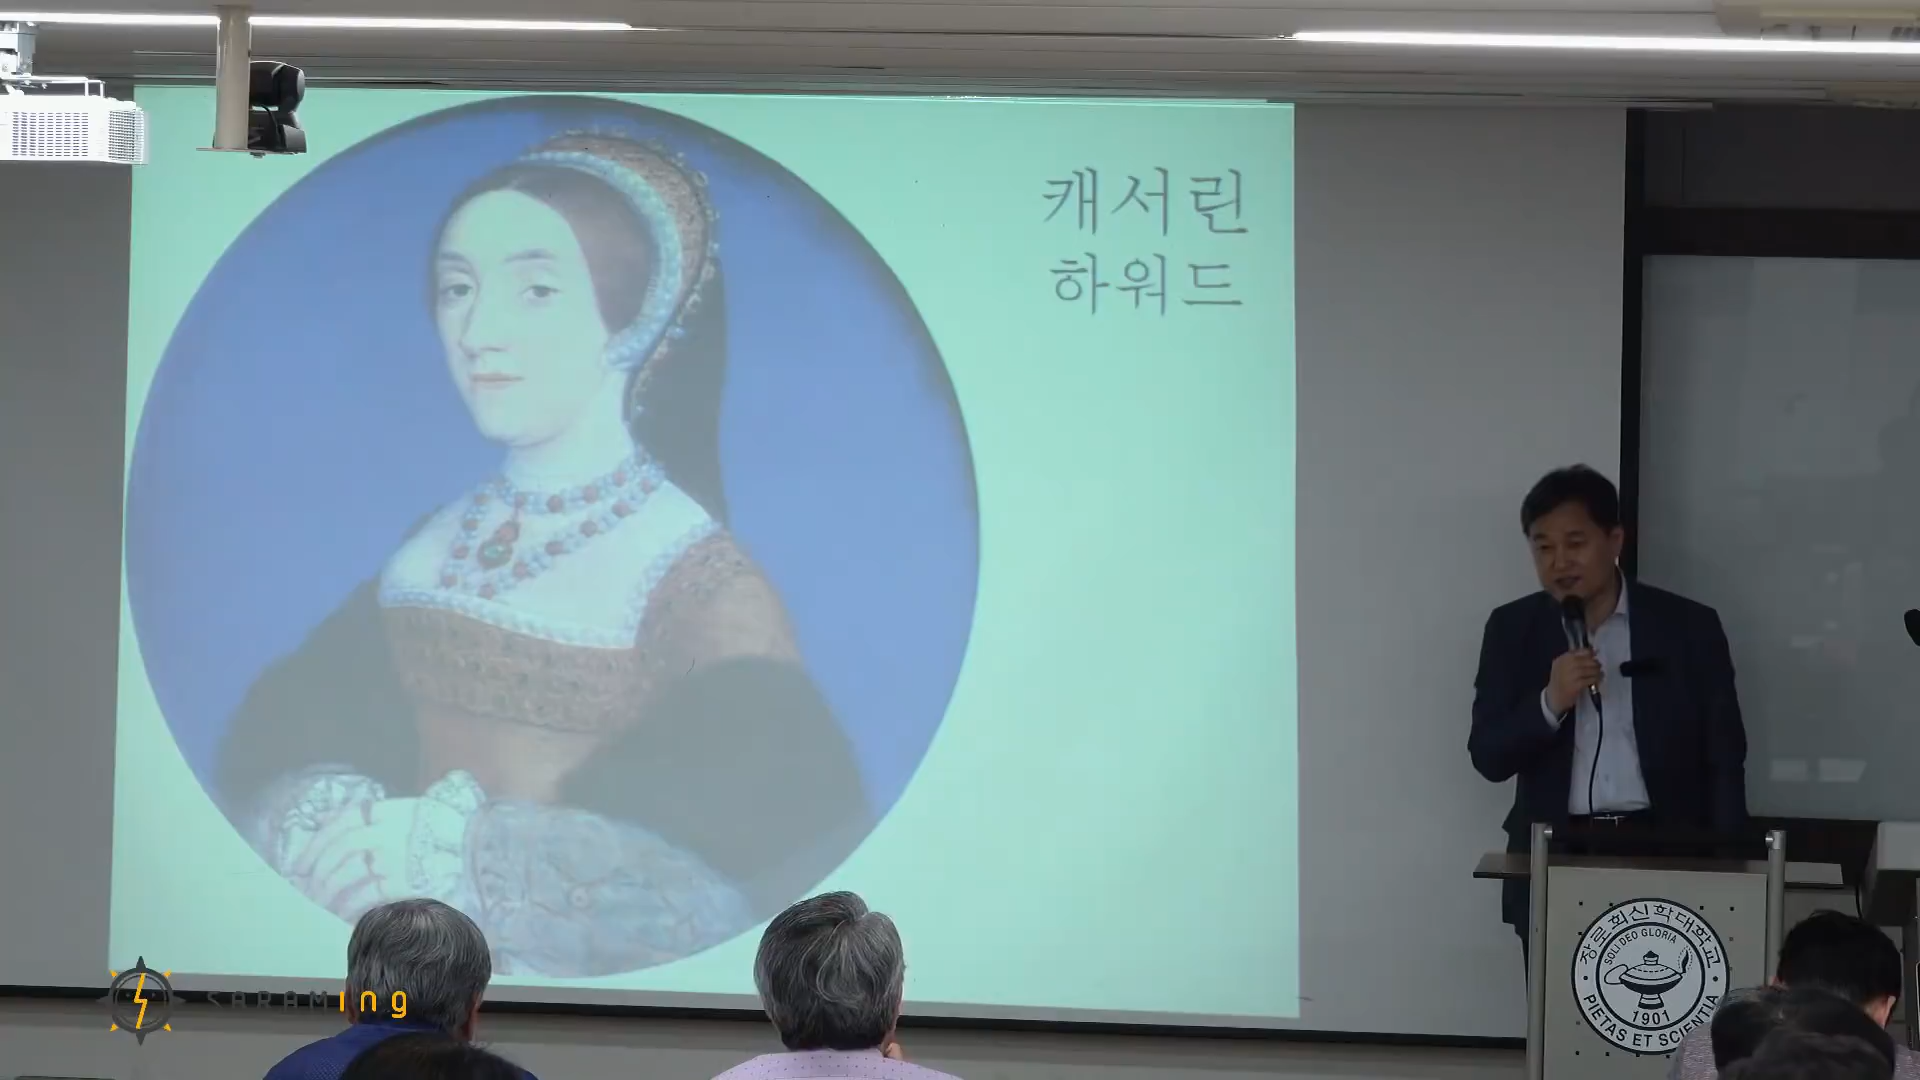 캐서린
하워드
SARAMing
장로회신학대학교
SOLI DEO GLORIA
1901
PIETAS ET SCIENTIA